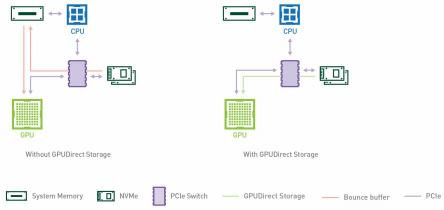 CPU
CPU
GPU
GPU
Without GPUDirect Storage
With GPUDirect Storage
System Memory
NVMe
PCIe Switch
GPUDirect Storage
Bounce buffer
PCIe